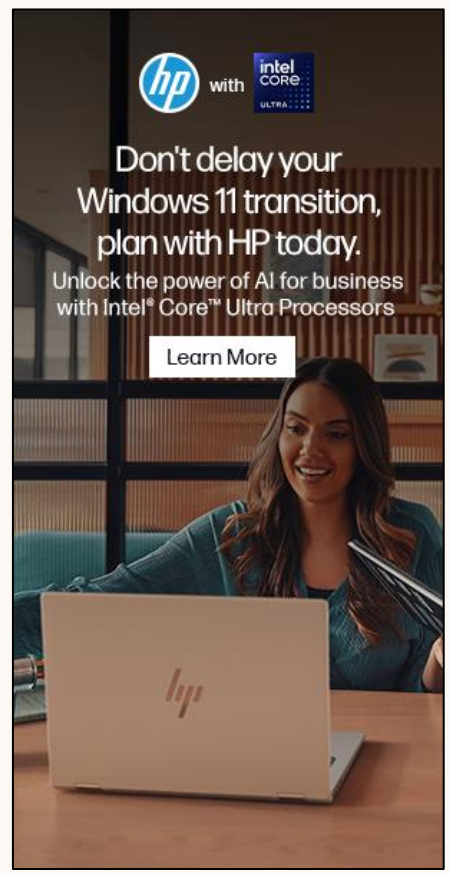 hp with intel CORE ULTRA
Don't delay your
Windows 11 transition,
plan with HP today.
Unlock the power of AI for business
with Intel® Core™ Ultra Processors
Learn More
hp